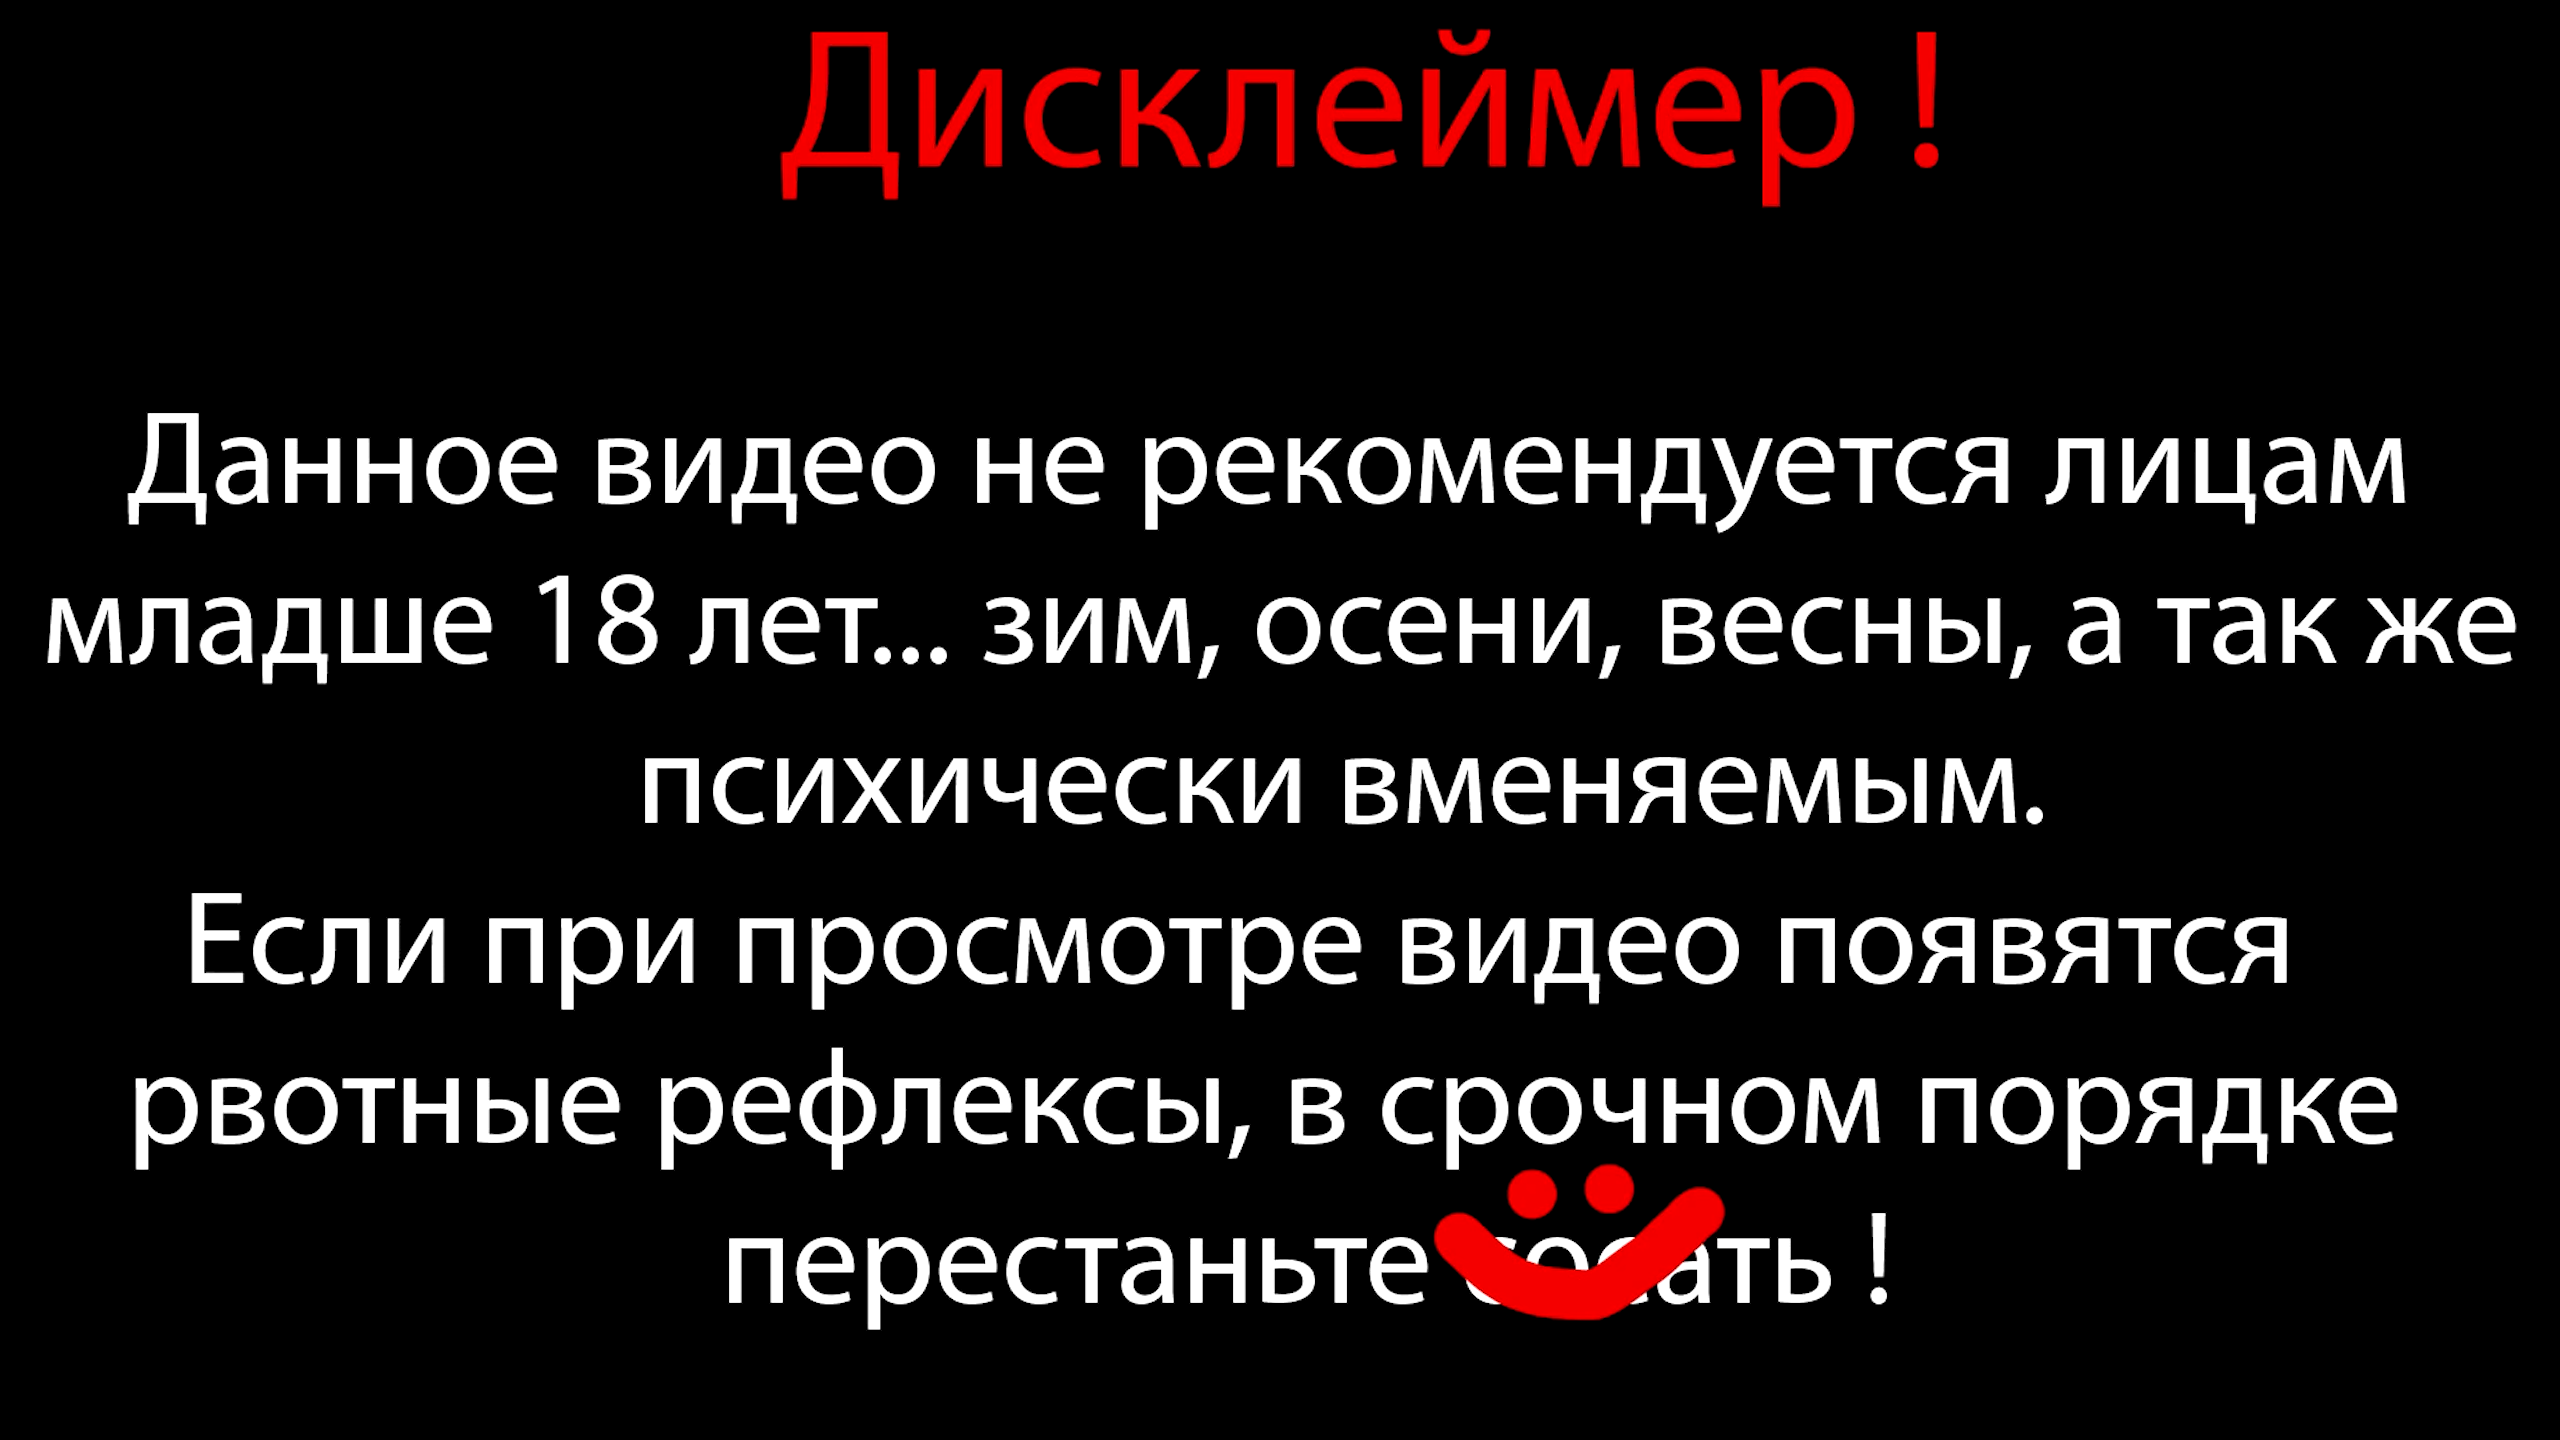 Дисклеймер !
Данное видео не рекомендуется лицам
младше 18 лет... зим, осени, весны, а так же
психически вменяемым.
Если при просмотре видео появятся
рвотные рефлексы, в срочном порядке
перестаньте сосать !